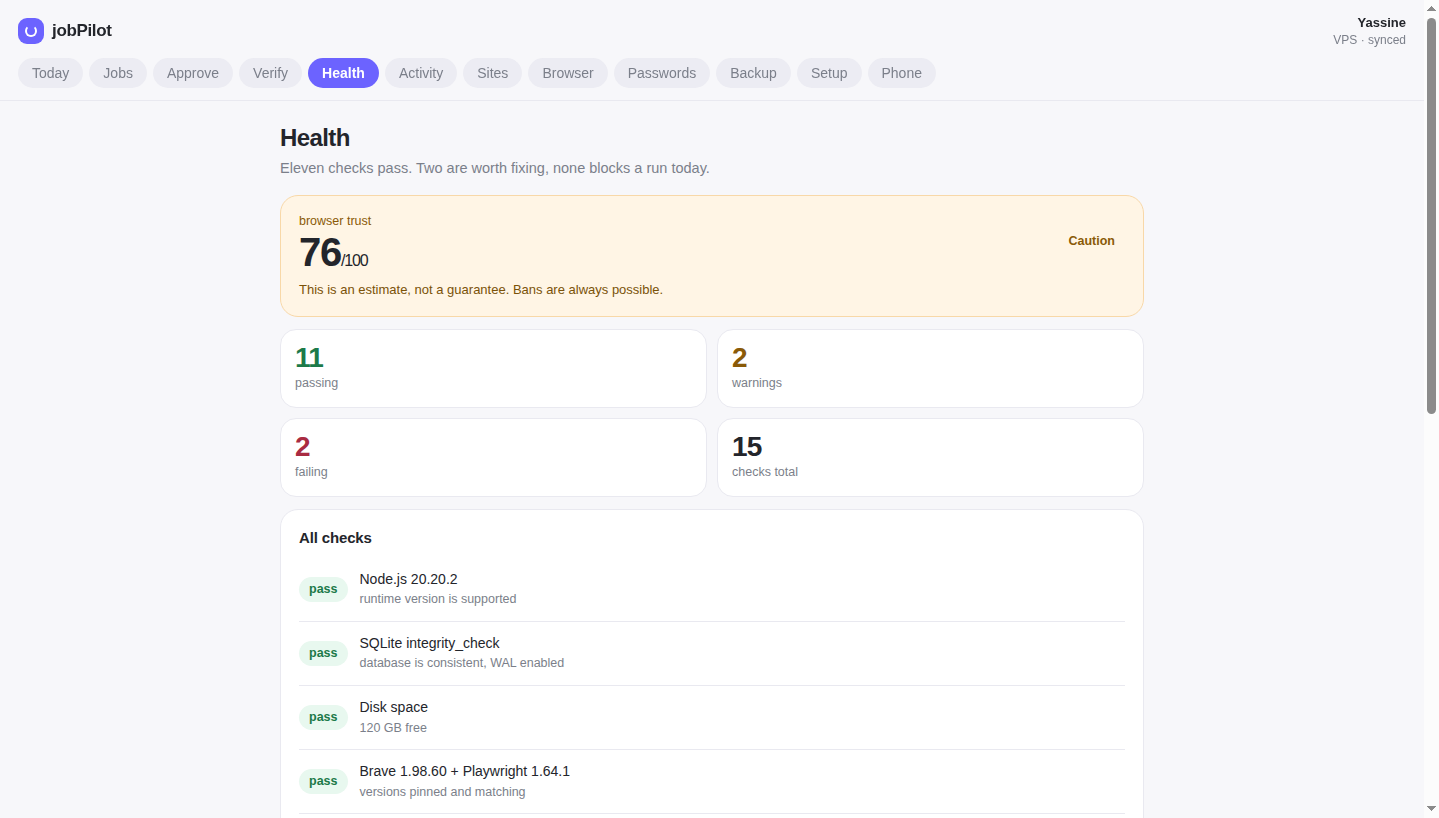 jobPilot
Yassine
VPS · synced
Today
Jobs
Approve
Verify
Health
Activity
Sites
Browser
Passwords
Backup
Setup
Phone
Health
Eleven checks pass. Two are worth fixing, none blocks a run today.
browser trust
76/100
Caution
This is an estimate, not a guarantee. Bans are always possible.
11
passing
2
warnings
2
failing
15
checks total
All checks
pass
Node.js 20.20.2
runtime version is supported
pass
SQLite integrity_check
database is consistent, WAL enabled
pass
Disk space
120 GB free
pass
Brave 1.98.60 + Playwright 1.64.1
versions pinned and matching